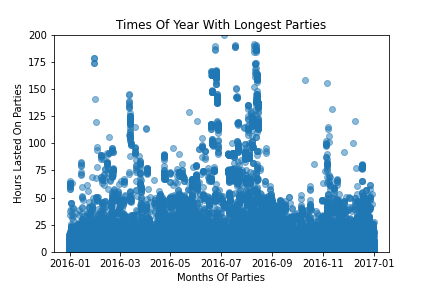 Times Of Year With Longest Parties
Hours Lasted On Parties
200
175
150
125
100
75
50
25
0
2016-01 2016-03 2016-05 2016-07 2016-09 2016-11 2017-01
Months Of Parties